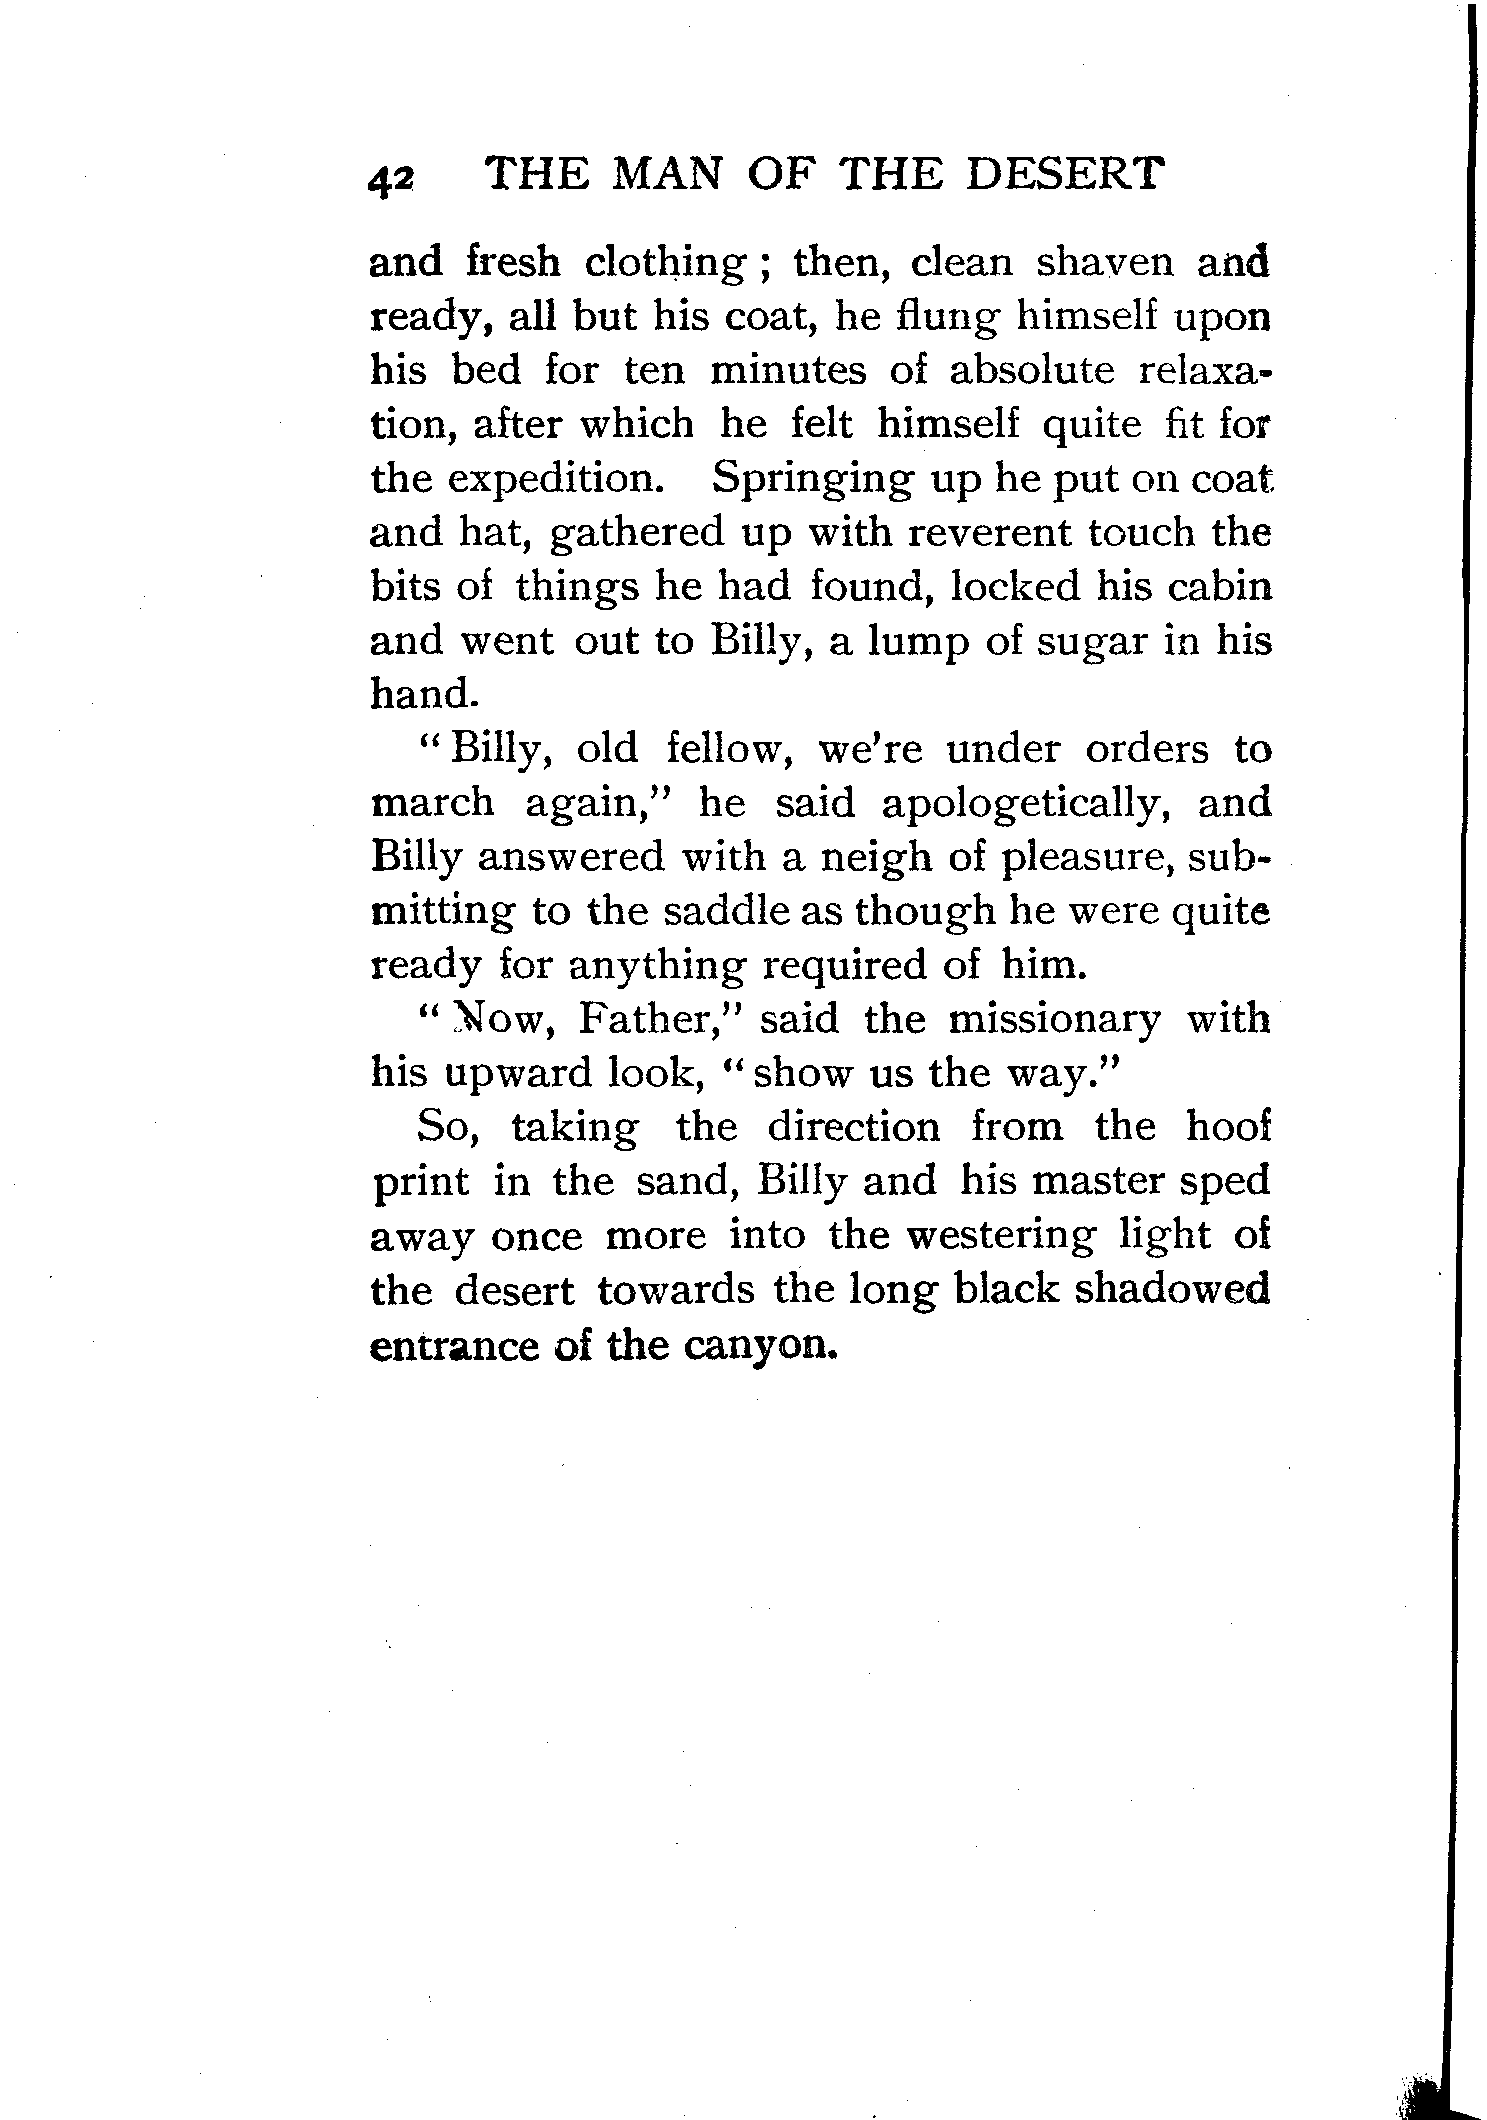 42 THE MAN OF THE DESERT
and fresh clothing ; then, clean shaven and
ready, all but his coat, he flung himself upon
his bed for ten minutes of absolute relaxa-
tion, after which he felt himself quite fit for
the expedition. Springing up he put on coat
and hat, gathered up with reverent touch the
bits of things he had found, locked his cabin
and went out to Billy, a lump of sugar in his
hand.
“ Billy, old fellow, we’re under orders to
march again,” he said apologetically, and
Billy answered with a neigh of pleasure, sub-
mitting to the saddle as though he were quite
ready for anything required of him.
“ Now, Father,” said the missionary with
his upward look, “ show us the way.”
So, taking the direction from the hoof
print in the sand, Billy and his master sped
away once more into the westering light of
the desert towards the long black shadowed
entrance of the canyon.